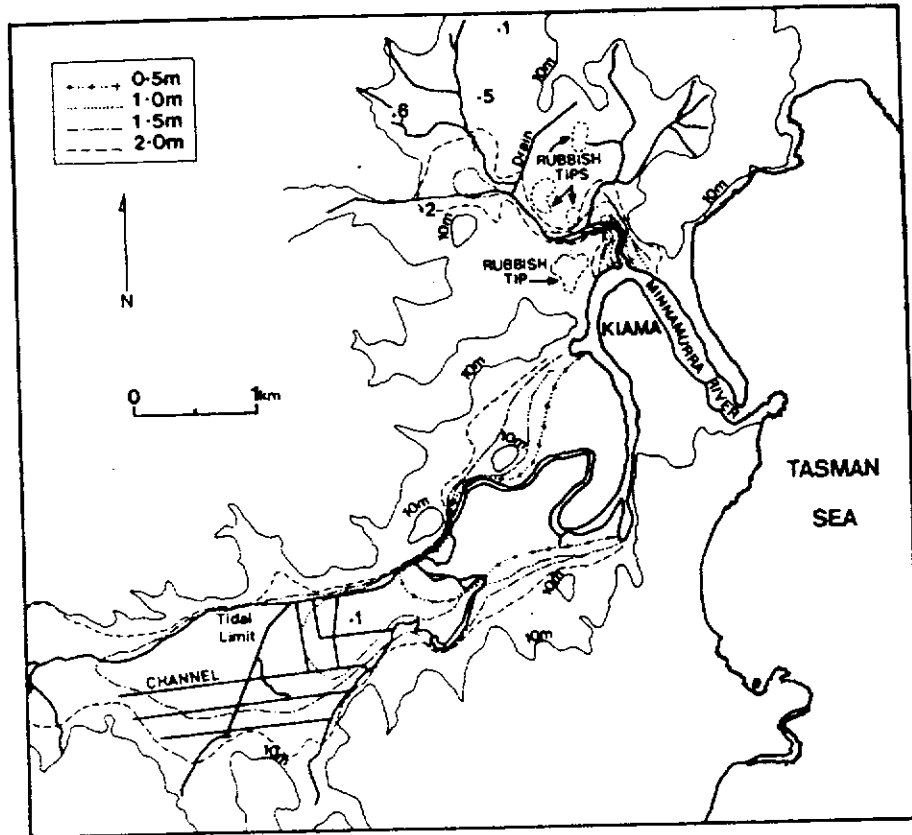 0·5m
1·0m
1·5m
2·0m
N
0
1km
.1
.5
.6
10m
Drain
RUBBISH
TIPS
10m
2
10m
RUBBISH
TIP
KIAMA
MINNAMURRA RIVER
10m
10m
TASMAN
SEA
10m
10m
10m
Tidal
Limit
.1
CHANNEL
10m